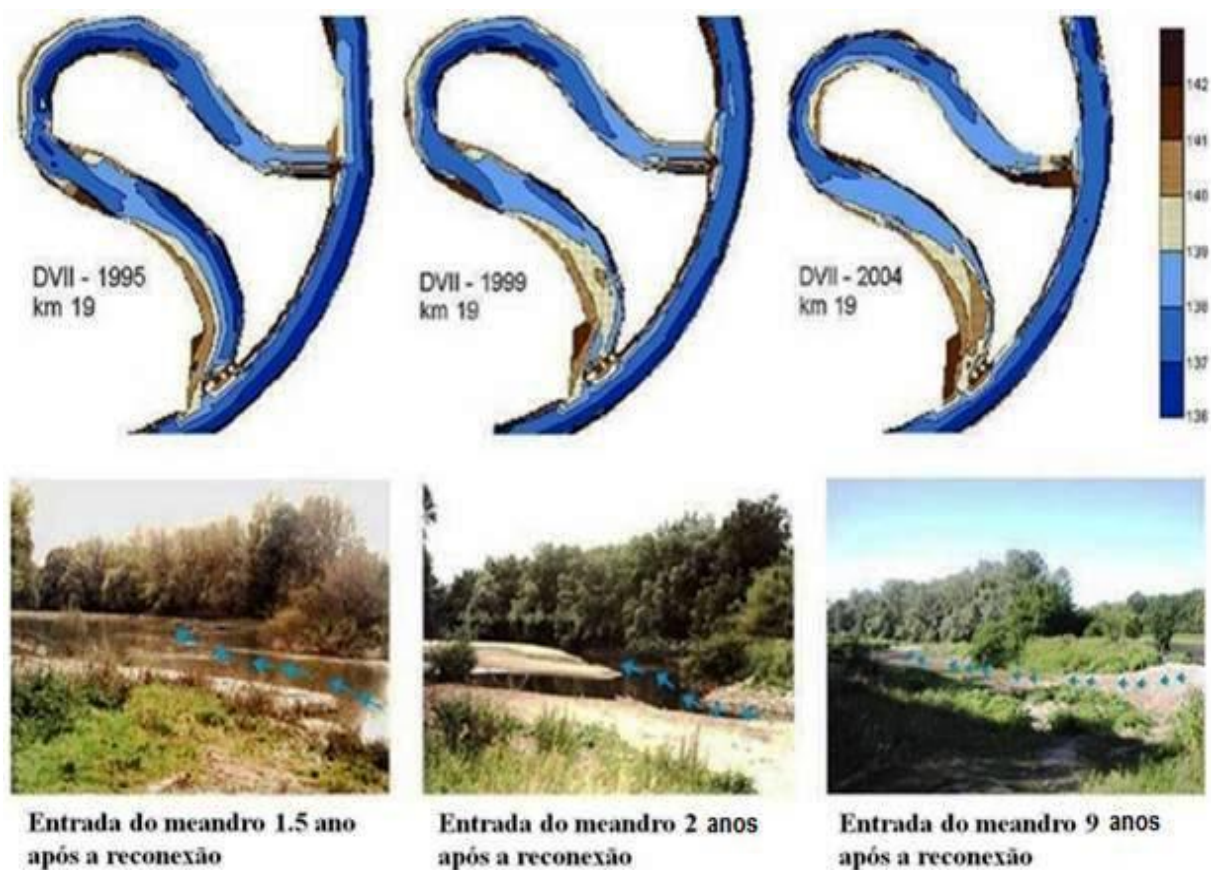 DVII - 1995
km 19
DVII - 1999
km 19
DVII - 2004
km 19
142
141
140
139
138
137
136
Entrada do meandro 1.5 ano
após a reconexão
Entrada do meandro 2 anos
após a reconexão
Entrada do meandro 9 anos
após a reconexão